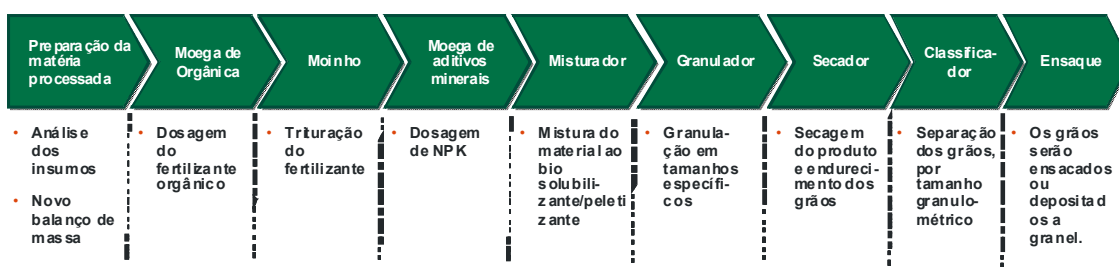 Preparação da
matéria
processada
Moega de
Orgânica
Moinho
Moega de
aditivos
minerais
Misturador
Granulador
Secador
Classifica-
dor
Ensaque
• Análise
dos
insumos
• Novo
balanço de
massa
• Dosagem
do
fertilizante
orgânico
• Trituração
do
fertilizante
• Dosagem
de NPK
• Mistura do
material ao
bio
solubili-
zante/peleti
zante
• Granula-
ção em
tamanhos
específi-
cos
• Secagem
do produto
e endureci-
mento dos
grãos
• Separação
dos grãos,
por
tamanho
granulo-
métrico
• Os grãos
serão
ensacados
ou
depositad
os a
granel.